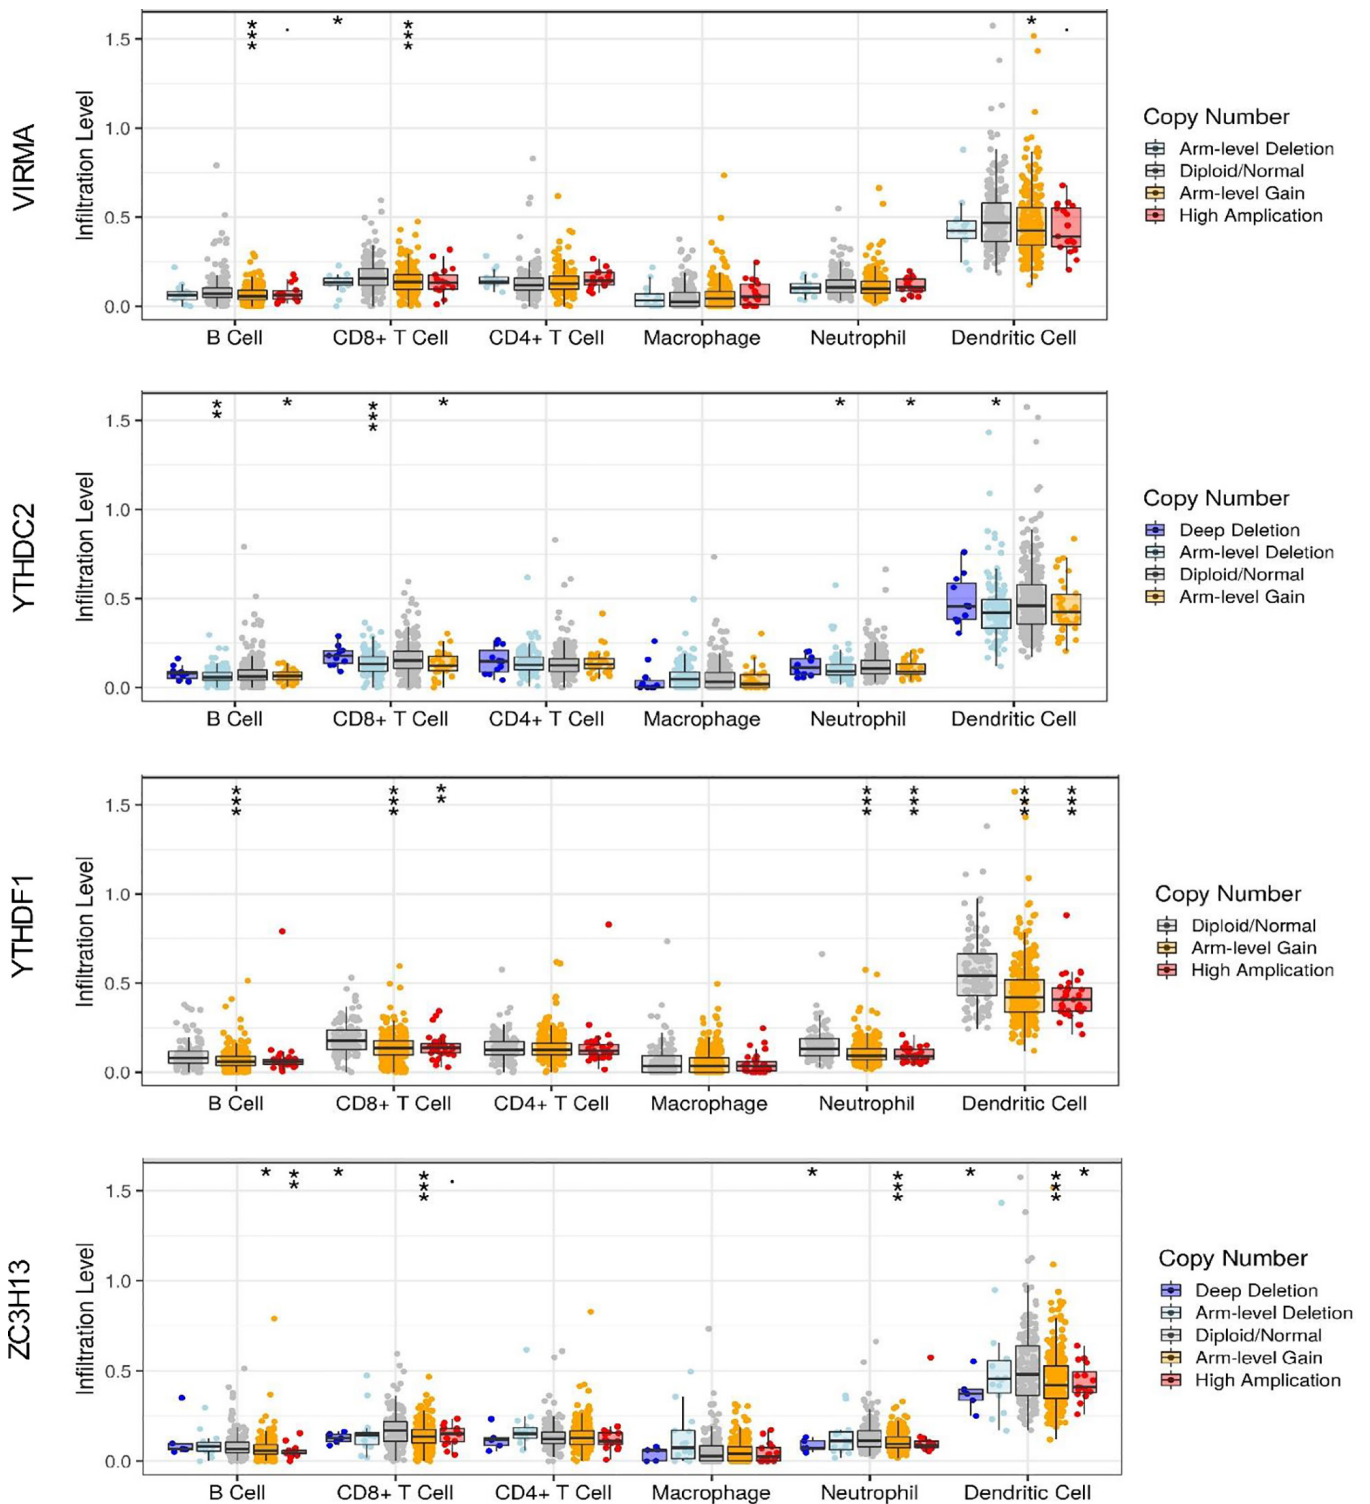 VIRMA
Infiltration Level
1.5
1.0
0.5
0.0
*** . * *** * .
B Cell CD8+ T Cell CD4+ T Cell Macrophage Neutrophil Dendritic Cell
Copy Number
Arm-level Deletion
Diploid/Normal
Arm-level Gain
High Amplication
YTHDC2
Infiltration Level
1.5
1.0
0.5
0.0
** * *** * * * *
B Cell CD8+ T Cell CD4+ T Cell Macrophage Neutrophil Dendritic Cell
Copy Number
Deep Deletion
Arm-level Deletion
Diploid/Normal
Arm-level Gain
YTHDF1
Infiltration Level
1.5
1.0
0.5
0.0
*** *** ** *** *** *** ***
B Cell CD8+ T Cell CD4+ T Cell Macrophage Neutrophil Dendritic Cell
Copy Number
Diploid/Normal
Arm-level Gain
High Amplication
ZC3H13
Infiltration Level
1.5
1.0
0.5
0.0
* ** * *** . * *** * *** *
B Cell CD8+ T Cell CD4+ T Cell Macrophage Neutrophil Dendritic Cell
Copy Number
Deep Deletion
Arm-level Deletion
Diploid/Normal
Arm-level Gain
High Amplication